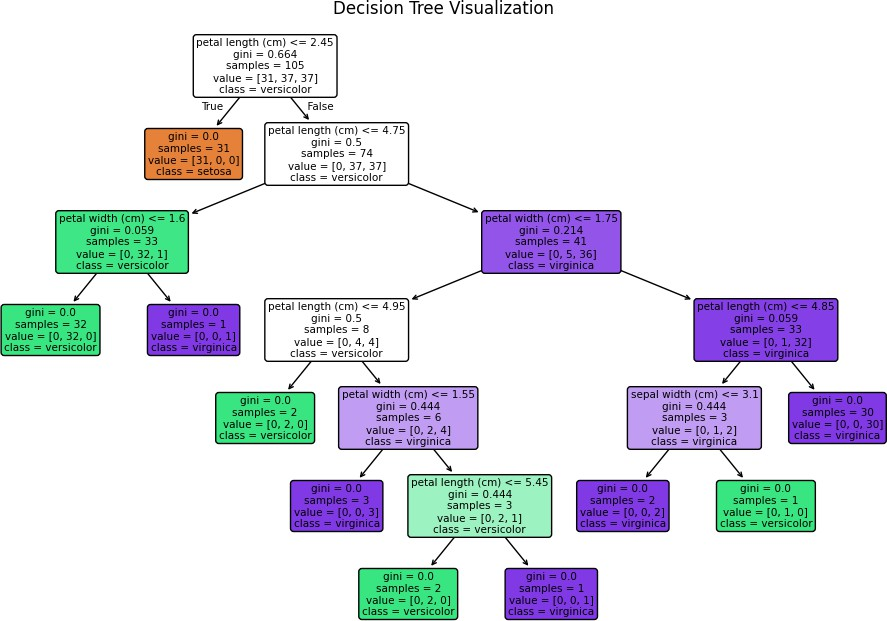 Decision Tree Visualization
petal length (cm) <= 2.45
gini = 0.664
samples = 105
value = [31, 37, 37]
class = versicolor
True
False
gini = 0.0
samples = 31
value = [31, 0, 0]
class = setosa
petal length (cm) <= 4.75
gini = 0.5
samples = 74
value = [0, 37, 37]
class = versicolor
petal width (cm) <= 1.6
gini = 0.059
samples = 33
value = [0, 32, 1]
class = versicolor
petal width (cm) <= 1.75
gini = 0.214
samples = 41
value = [0, 5, 36]
class = virginica
gini = 0.0
samples = 32
value = [0, 32, 0]
class = versicolor
gini = 0.0
samples = 1
value = [0, 0, 1]
class = virginica
petal length (cm) <= 4.95
gini = 0.5
samples = 8
value = [0, 4, 4]
class = versicolor
petal length (cm) <= 4.85
gini = 0.059
samples = 33
value = [0, 1, 32]
class = virginica
gini = 0.0
samples = 2
value = [0, 2, 0]
class = versicolor
petal width (cm) <= 1.55
gini = 0.444
samples = 6
value = [0, 2, 4]
class = virginica
sepal width (cm) <= 3.1
gini = 0.444
samples = 3
value = [0, 1, 2]
class = virginica
gini = 0.0
samples = 30
value = [0, 0, 30]
class = virginica
gini = 0.0
samples = 3
value = [0, 0, 3]
class = virginica
petal length (cm) <= 5.45
gini = 0.444
samples = 3
value = [0, 2, 1]
class = versicolor
gini = 0.0
samples = 2
value = [0, 0, 2]
class = virginica
gini = 0.0
samples = 1
value = [0, 1, 0]
class = versicolor
gini = 0.0
samples = 2
value = [0, 2, 0]
class = versicolor
gini = 0.0
samples = 1
value = [0, 0, 1]
class = virginica